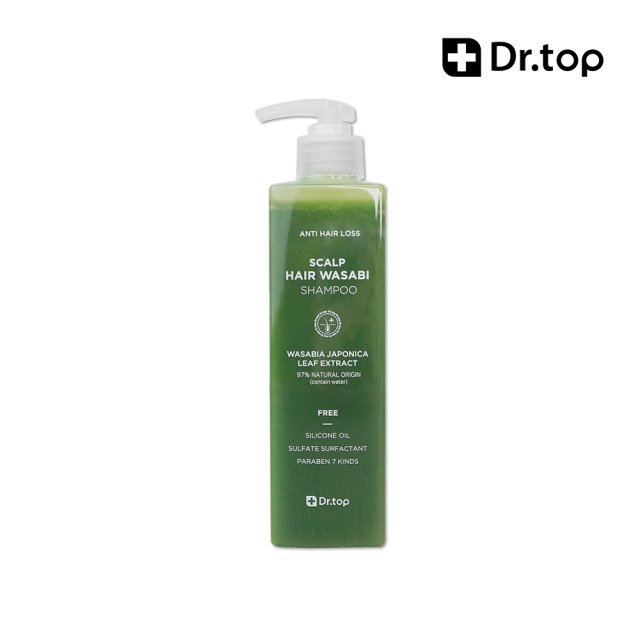 Dr.top
ANTI HAIR LOSS
SCALP
HAIR WASABI
SHAMPOO
WASABIA JAPONICA
LEAF EXTRACT
97% NATURAL ORIGIN
(contain water)
FREE
SILICONE OIL
SULFATE SURFACTANT
PARABEN 7 KINDS
Dr.top